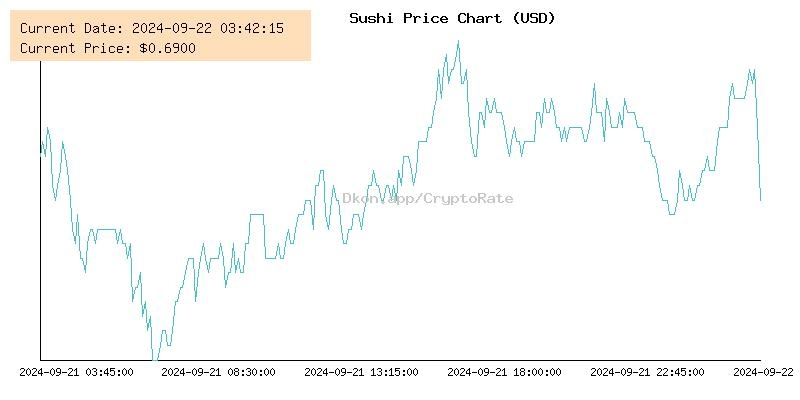 Sushi Price Chart (USD)
Current Date: 2024-09-22 03:42:15
Current Price: $0.6900
Dkon.app/CryptoRate
2024-09-21 03:45:00 2024-09-21 08:30:00 2024-09-21 13:15:00 2024-09-21 18:00:00 2024-09-21 22:45:00 2024-09-22